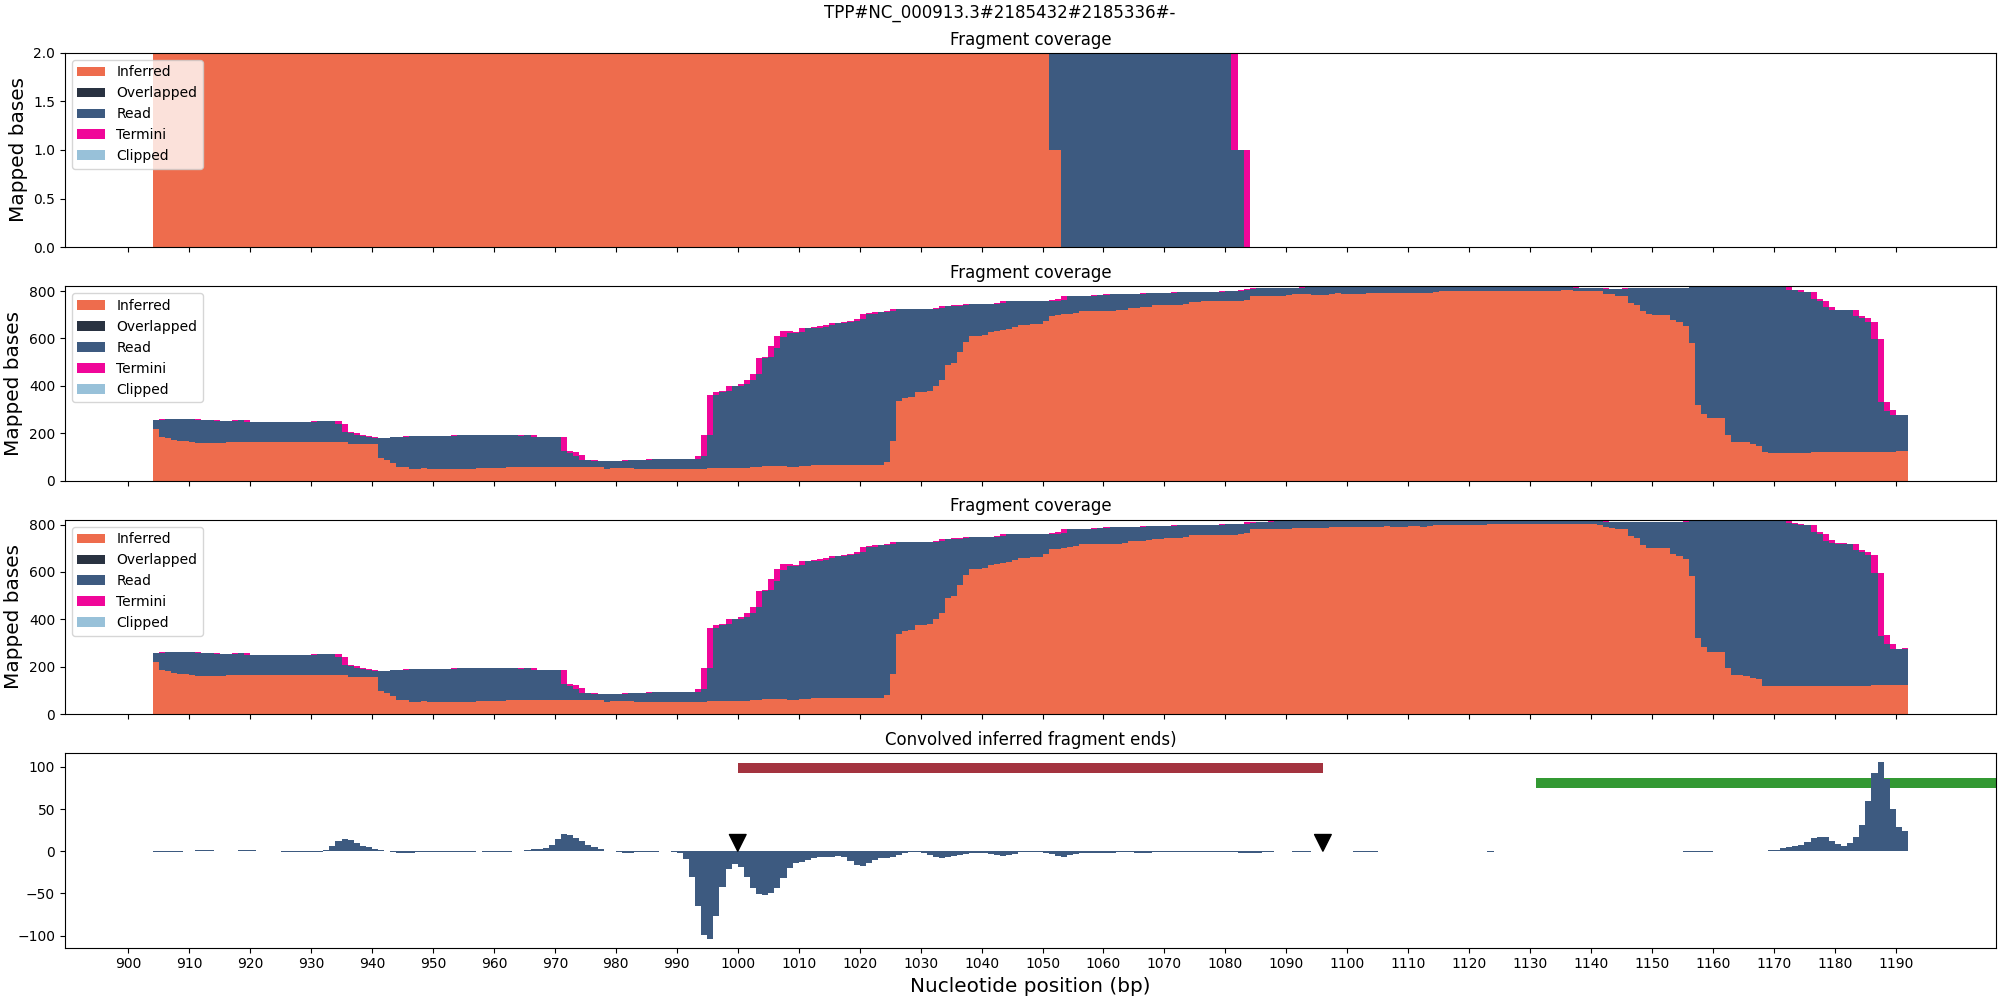 TPP#NC_000913.3#2185432#2185336#-
Fragment coverage
Mapped bases
2.0
1.5
1.0
0.5
0.0
Inferred
Overlapped
Read
Termini
Clipped
Fragment coverage
Mapped bases
800
600
400
200
0
Inferred
Overlapped
Read
Termini
Clipped
Fragment coverage
Mapped bases
800
600
400
200
0
Inferred
Overlapped
Read
Termini
Clipped
Convolved inferred fragment ends)
100
50
0
−50
−100
900 910 920 930 940 950 960 970 980 990 1000 1010 1020 1030 1040 1050 1060 1070 1080 1090 1100 1110 1120 1130 1140 1150 1160 1170 1180 1190
Nucleotide position (bp)